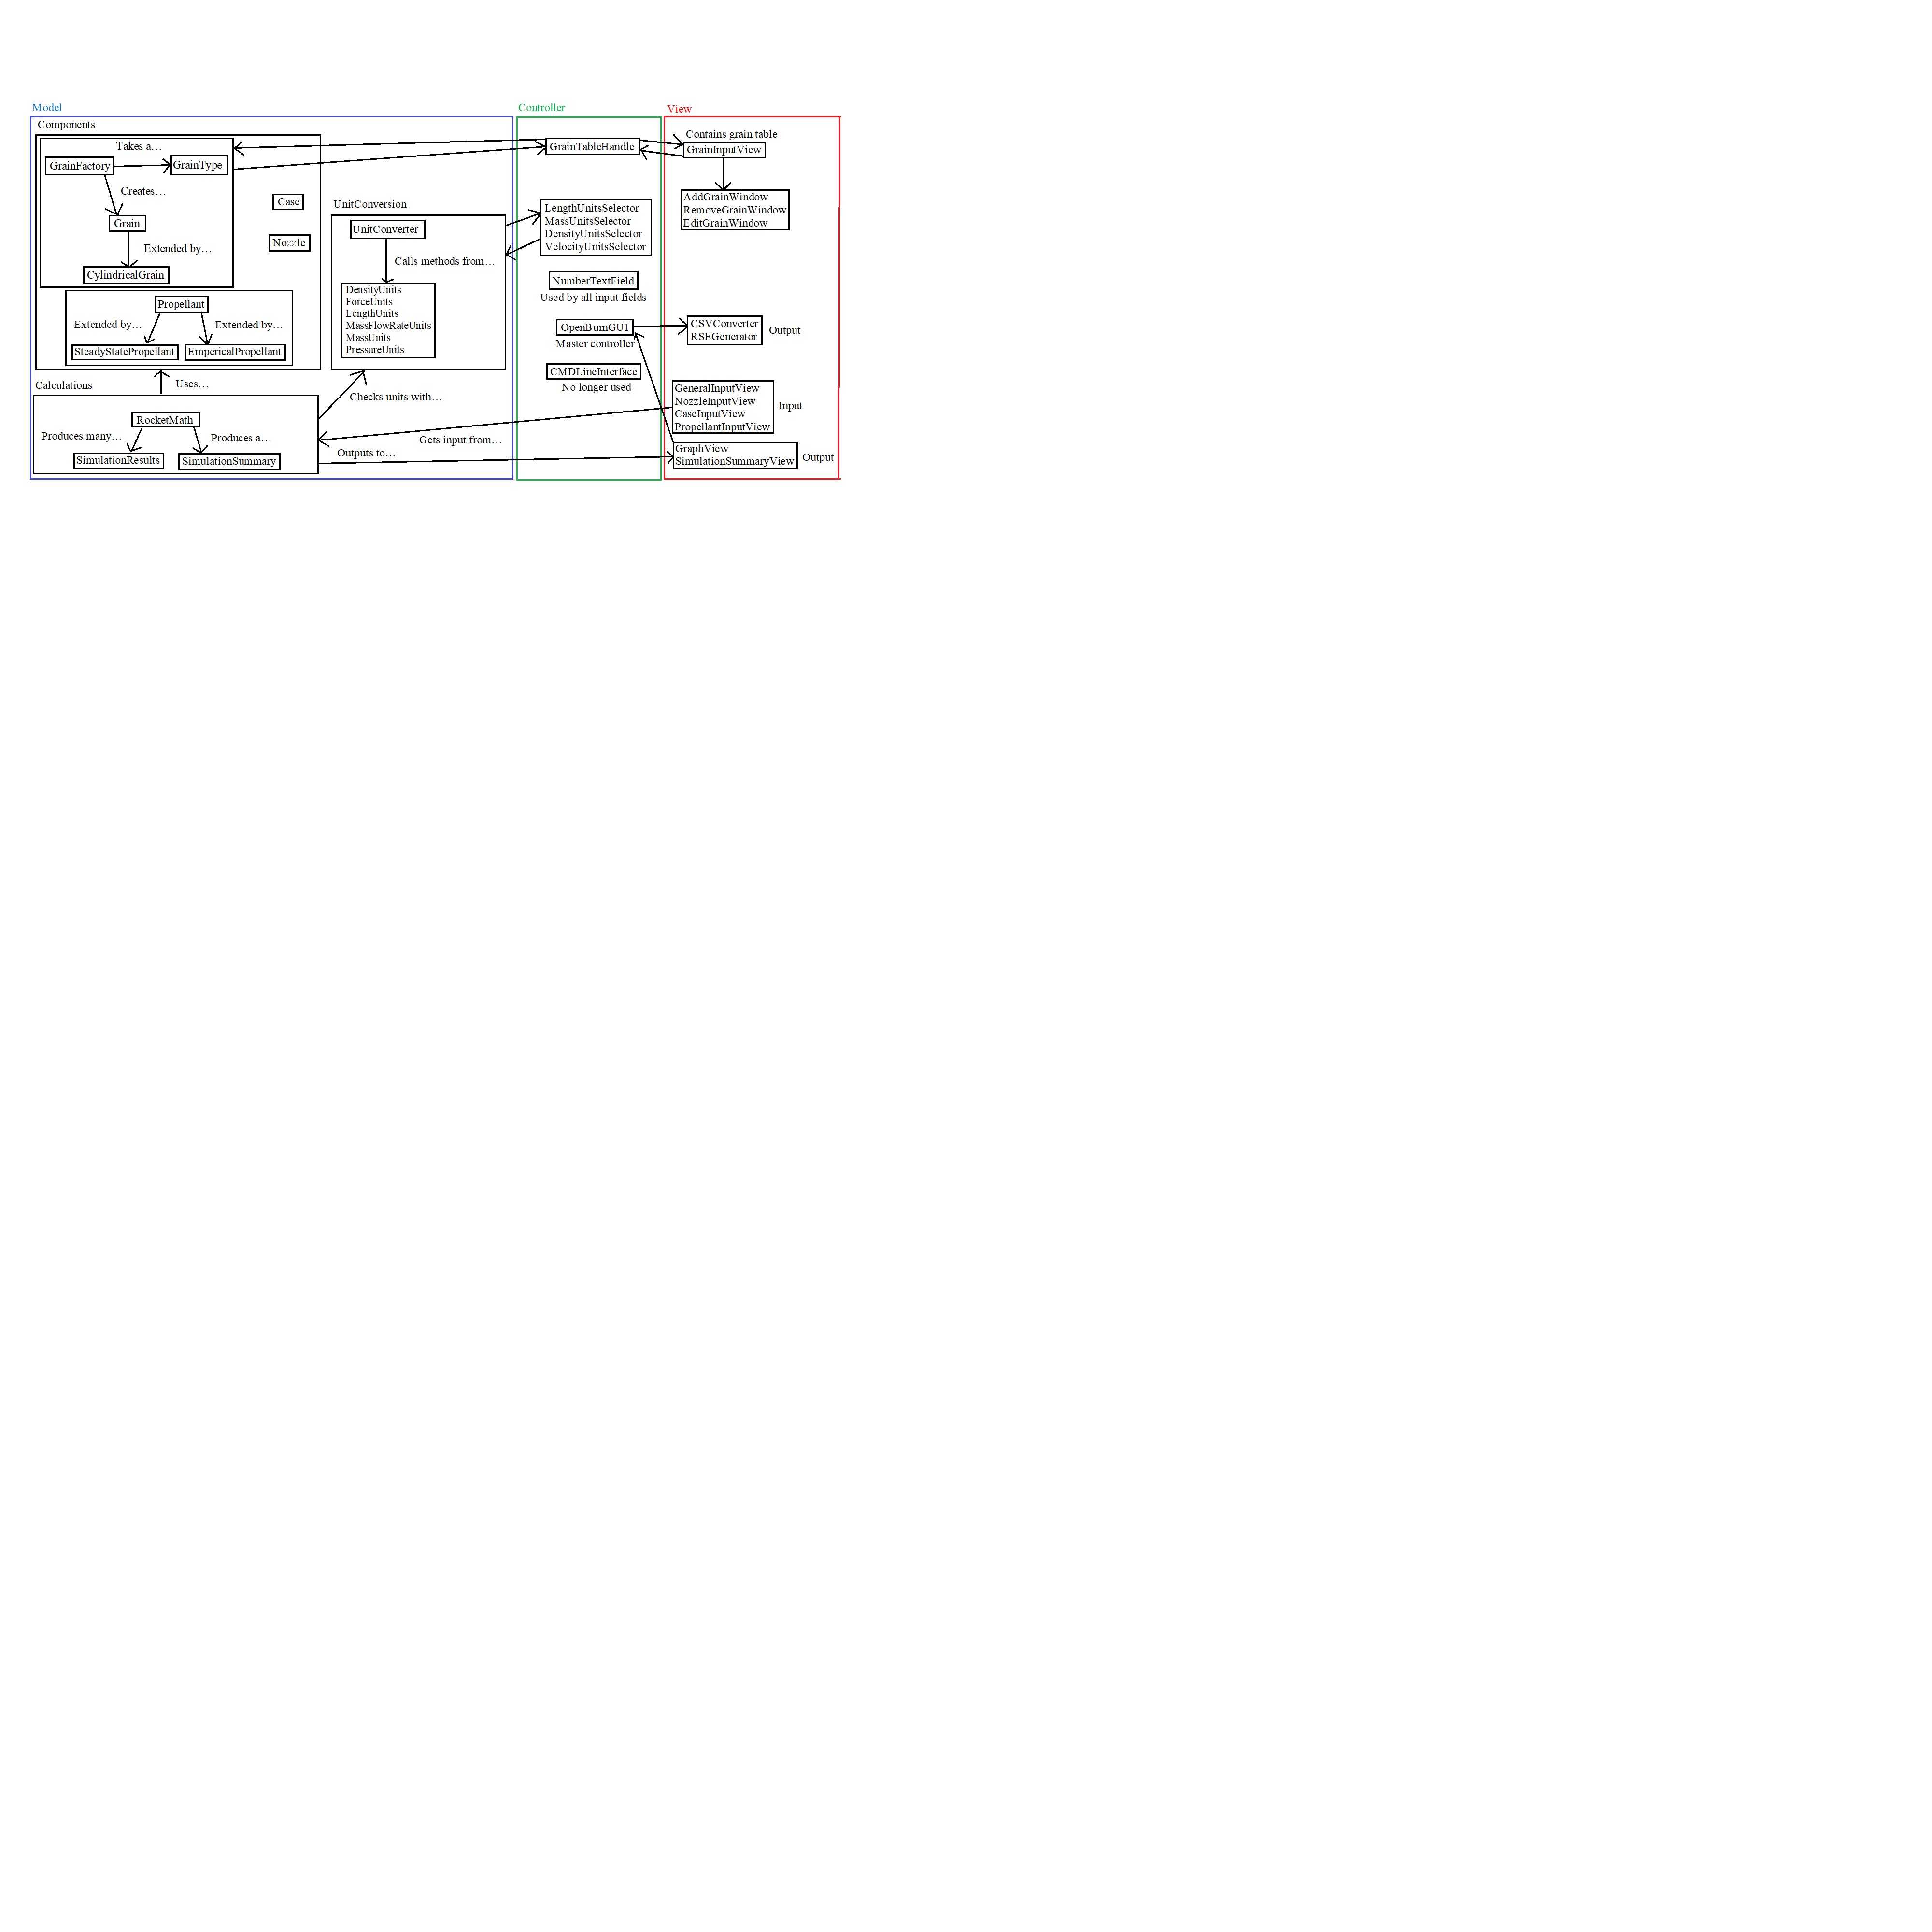 Model
Components
Takes a…
GrainFactory
GrainType
Creates…
Grain
Extended by…
CylindricalGrain
Case
Nozzle
Propellant
Extended by…
Extended by…
SteadyStatePropellant
EmpericalPropellant
UnitConversion
UnitConverter
Calls methods from…
DensityUnits
ForceUnits
LengthUnits
MassFlowRateUnits
MassUnits
PressureUnits
Uses…
Calculations
Checks units with…
RocketMath
Produces many…
Produces a…
SimulationResults
SimulationSummary
Gets input from…
Outputs to…
Controller
GrainTableHandle
LengthUnitsSelector
MassUnitsSelector
DensityUnitsSelector
VelocityUnitsSelector
NumberTextField
Used by all input fields
OpenBurnGUI
Master controller
CMDLineInterface
No longer used
View
Contains grain table
GrainInputView
AddGrainWindow
RemoveGrainWindow
EditGrainWindow
CSVConverter
RSEGenerator
Output
GeneralInputView
NozzleInputView
CaseInputView
PropellantInputView
Input
GraphView
SimulationSummaryView
Output